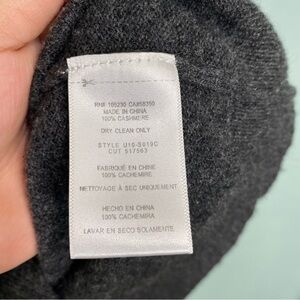 RN# 105230 CA#58350
MADE IN CHINA
100% CASHMERE
DRY CLEAN ONLY
STYLE U10-S019C
CUT 517563
FABRIQUÉ EN CHINE
100% CACHEMIRE
NETTOYAGE À SEC UNIQUEMENT
HECHO EN CHINA
100% CACHEMIRA
LAVAR EN SECO SOLAMENTE